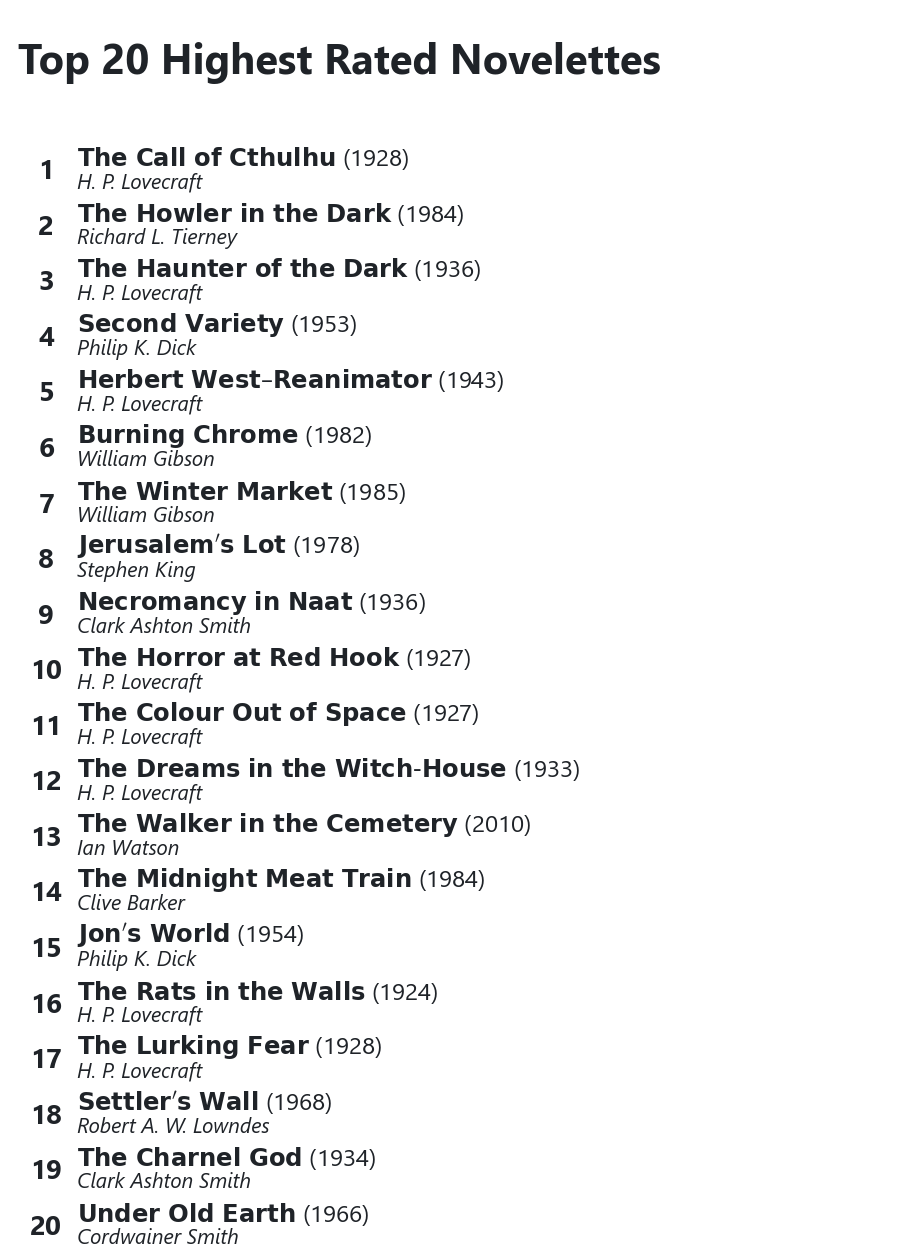 Top 20 Highest Rated Novelettes
1 The Call of Cthulhu (1928)
H. P. Lovecraft
2 The Howler in the Dark (1984)
Richard L. Tierney
3 The Haunter of the Dark (1936)
H. P. Lovecraft
4 Second Variety (1953)
Philip K. Dick
5 Herbert West–Reanimator (1943)
H. P. Lovecraft
6 Burning Chrome (1982)
William Gibson
7 The Winter Market (1985)
William Gibson
8 Jerusalem′s Lot (1978)
Stephen King
9 Necromancy in Naat (1936)
Clark Ashton Smith
10 The Horror at Red Hook (1927)
H. P. Lovecraft
11 The Colour Out of Space (1927)
H. P. Lovecraft
12 The Dreams in the Witch-House (1933)
H. P. Lovecraft
13 The Walker in the Cemetery (2010)
Ian Watson
14 The Midnight Meat Train (1984)
Clive Barker
15 Jon′s World (1954)
Philip K. Dick
16 The Rats in the Walls (1924)
H. P. Lovecraft
17 The Lurking Fear (1928)
H. P. Lovecraft
18 Settler′s Wall (1968)
Robert A. W. Lowndes
19 The Charnel God (1934)
Clark Ashton Smith
20 Under Old Earth (1966)
Cordwainer Smith